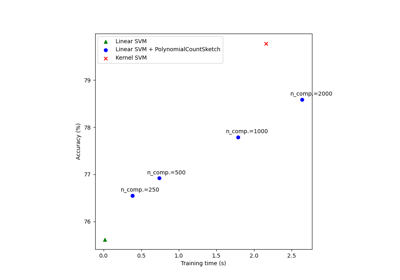 Linear SVM
Linear SVM + PolynomialCountSketch
Kernel SVM
79
n_comp.=2000
78
n_comp.=1000
Accuracy (%)
77
n_comp.=500
n_comp.=250
76
0.0 0.5 1.0 1.5 2.0 2.5
Training time (s)